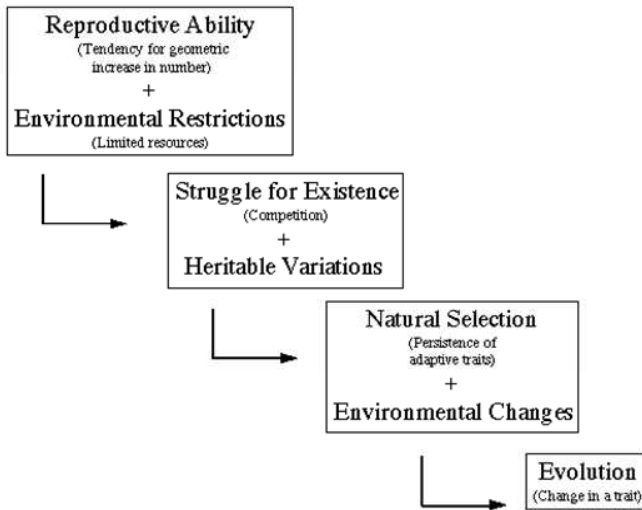 Reproductive Ability
(Tendency for geometric
increase in number)
+
Environmental Restrictions
(Limited resources)
Struggle for Existence
(Competition)
+
Heritable Variations
Natural Selection
(Persistence of
adaptive traits)
+
Environmental Changes
Evolution
(Change in a trait)